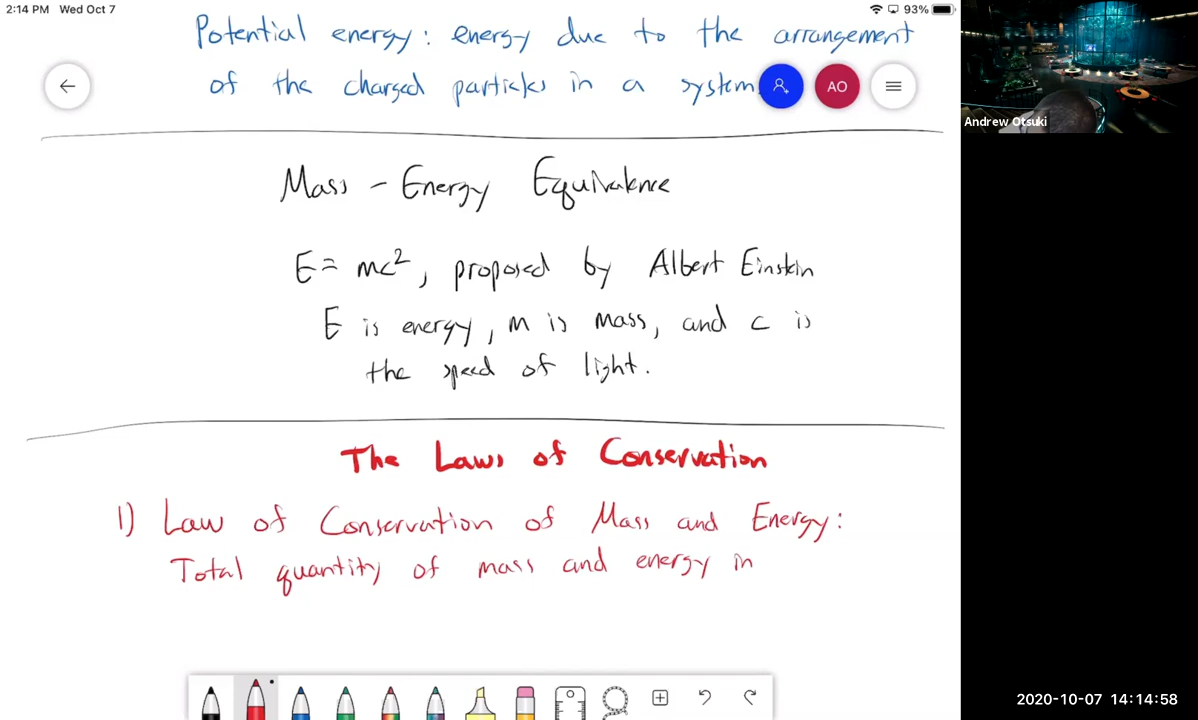 2:14 PM Wed Oct 7
93%
Potential energy: energy due to the arrangement
of the charged particles in a system
AO
Andrew Otsuki
Mass - Energy Equivalence
E = mc², proposed by Albert Einstein
E is energy, m is mass, and c is
the speed of light.
The Laws of Conservation
1) Law of Conservation of Mass and Energy:
Total quantity of mass and energy in
2020-10-07 14:14:58